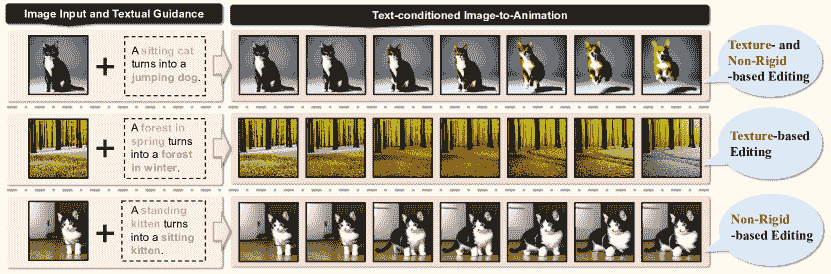 Image Input and Textual Guidance
Text-conditioned Image-to-Animation
+
A sitting cat
turns into a
jumping dog.
Texture- and
Non-Rigid
-based Editing
+
A forest in
spring turns
into a forest
in winter.
Texture-based
Editing
+
A standing
kitten turns
into a sitting
kitten.
Non-Rigid
-based Editing